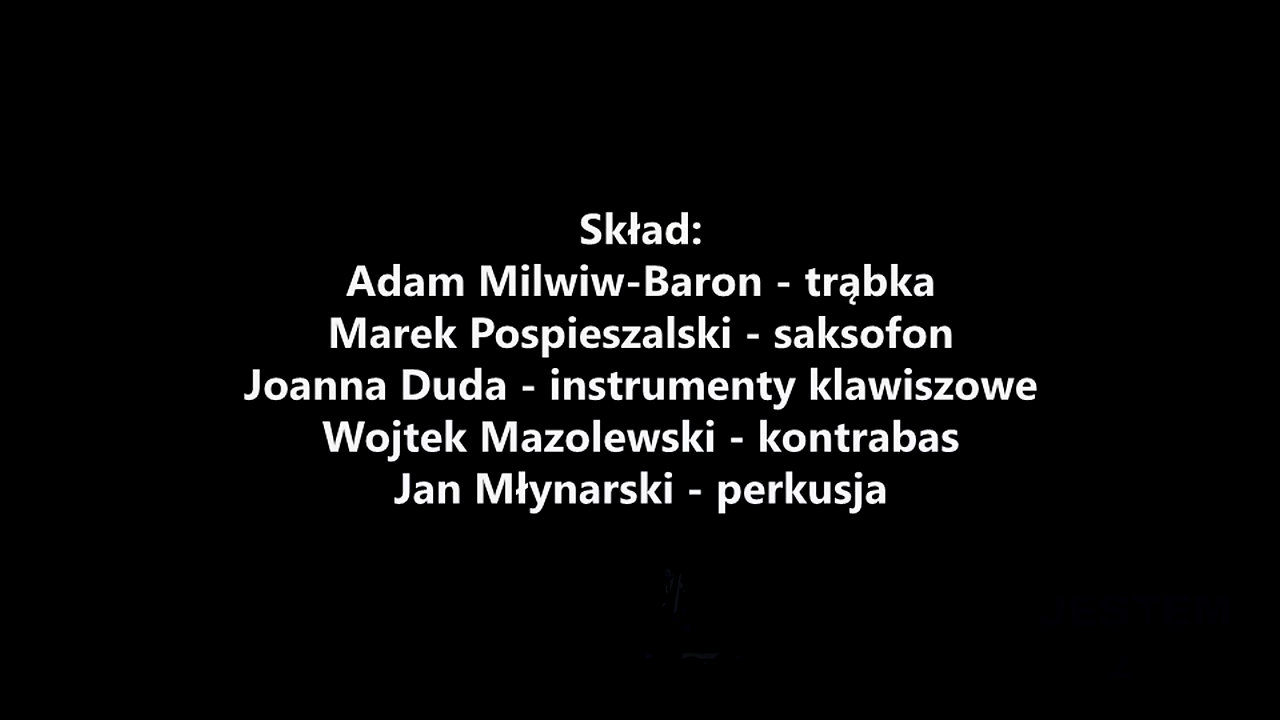 Skład:
Adam Milwiw-Baron - trąbka
Marek Pospieszalski - saksofon
Joanna Duda - instrumenty klawiszowe
Wojtek Mazolewski - kontrabas
Jan Młynarski - perkusja